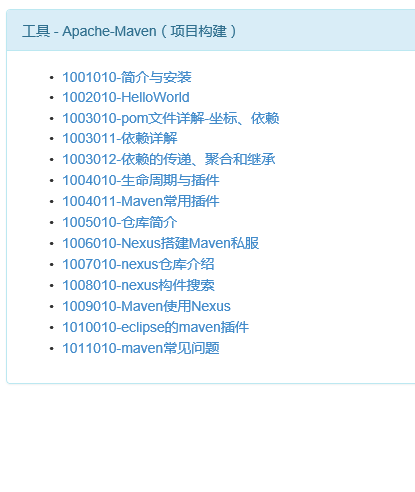 工具 - Apache-Maven（项目构建）
1001010-简介与安装
1002010-HelloWorld
1003010-pom文件详解-坐标、依赖
1003011-依赖详解
1003012-依赖的传递、聚合和继承
1004010-生命周期与插件
1004011-Maven常用插件
1005010-仓库简介
1006010-Nexus搭建Maven私服
1007010-nexus仓库介绍
1008010-nexus构件搜索
1009010-Maven使用Nexus
1010010-eclipse的maven插件
1011010-maven常见问题